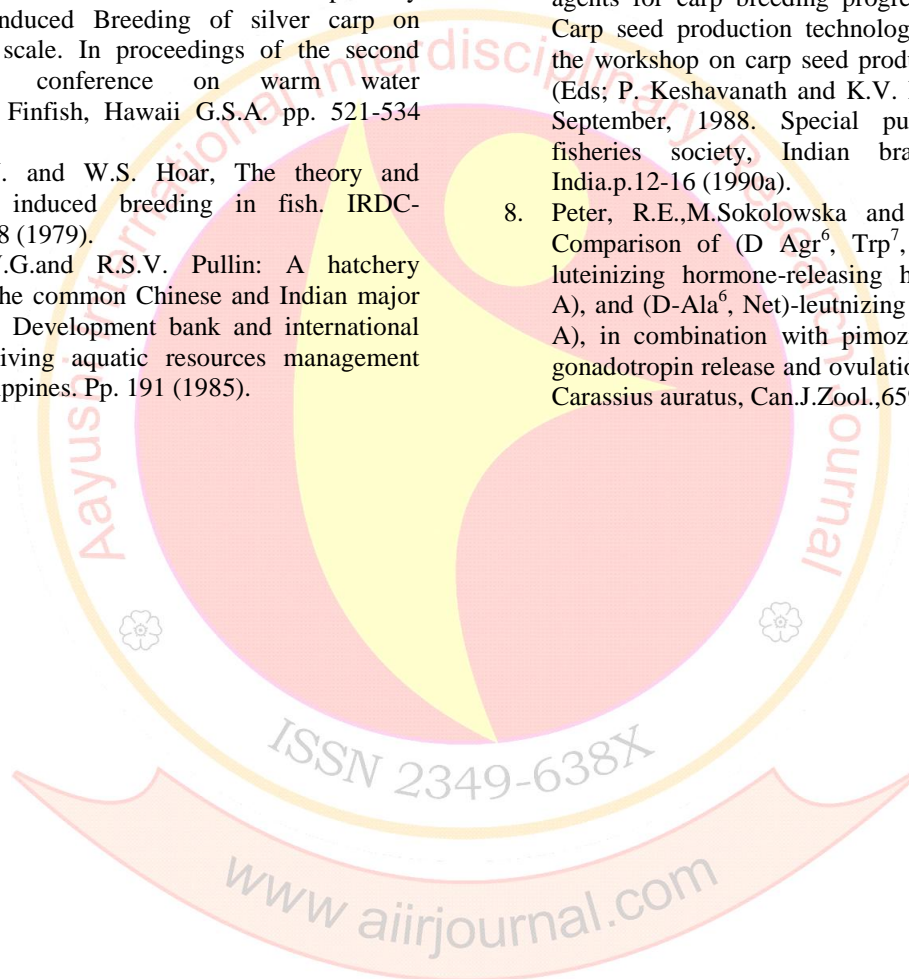 induced Breeding of silver carp on
scale. In proceedings of the second
conference on warm water
Finfish, Hawaii G.S.A. pp. 521-534
. and W.S. Hoar, The theory and
induced breeding in fish. IRDC-
8 (1979).
.G.and R.S.V. Pullin: A hatchery
he common Chinese and Indian major
Development bank and international
iving aquatic resources management
ippines. Pp. 191 (1985).
agents for carp breeding progre
Carp seed production technolog
the workshop on carp seed produ
(Eds; P. Keshavanath and K.V.
September, 1988. Special pu
fisheries society, Indian bra
India.p.12-16 (1990a).
8. Peter, R.E.,M.Sokolowska and
Comparison of (D Agr⁶, Trp⁷,
luteinizing hormone-releasing h
A), and (D-Ala⁶, Net)-leutnizing
A), in combination with pimoz
gonadotropin release and ovulatio
Carassius auratus, Can.J.Zool.,65
Aayushi International Interdisciplinary Research Journal
ISSN 2349-638X
www aiirjournal.com